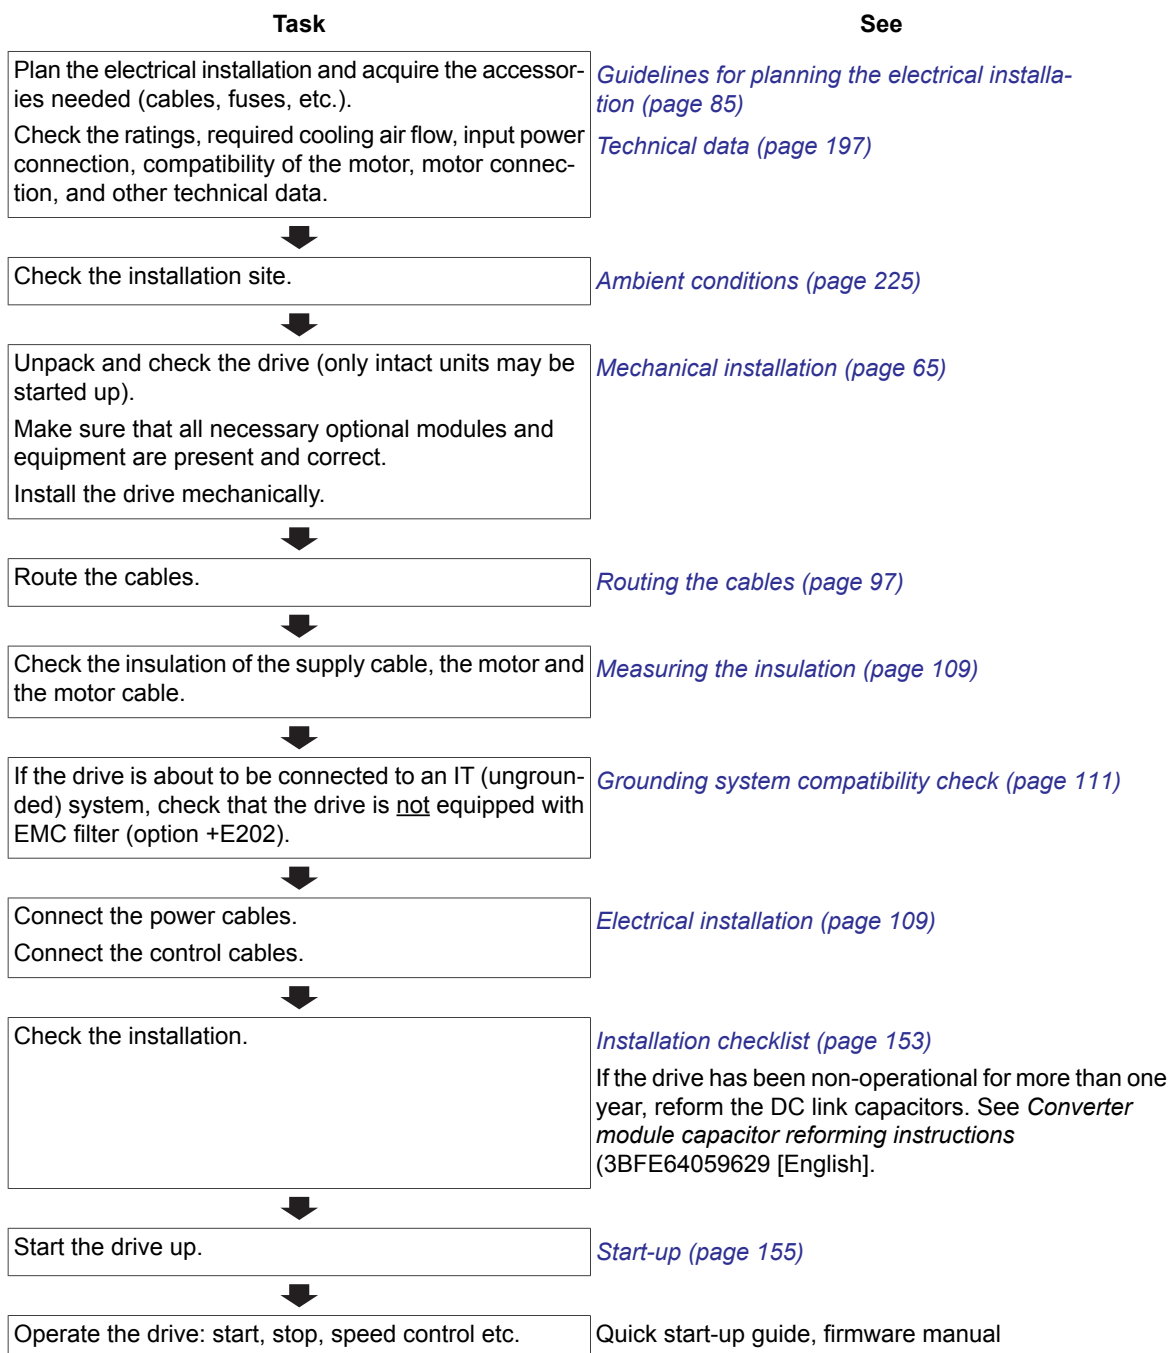 Task
See
Plan the electrical installation and acquire the accessor-
ies needed (cables, fuses, etc.).
Check the ratings, required cooling air flow, input power
connection, compatibility of the motor, motor connec-
tion, and other technical data.
Guidelines for planning the electrical installa-
tion (page 85)
Technical data (page 197)
Check the installation site.
Ambient conditions (page 225)
Unpack and check the drive (only intact units may be
started up).
Make sure that all necessary optional modules and
equipment are present and correct.
Install the drive mechanically.
Mechanical installation (page 65)
Route the cables.
Routing the cables (page 97)
Check the insulation of the supply cable, the motor and
the motor cable.
Measuring the insulation (page 109)
If the drive is about to be connected to an IT (ungroun-
ded) system, check that the drive is not equipped with
EMC filter (option +E202).
Grounding system compatibility check (page 111)
Connect the power cables.
Connect the control cables.
Electrical installation (page 109)
Check the installation.
Installation checklist (page 153)
If the drive has been non-operational for more than one
year, reform the DC link capacitors. See Converter
module capacitor reforming instructions
(3BFE64059629 [English].
Start the drive up.
Start-up (page 155)
Operate the drive: start, stop, speed control etc.
Quick start-up guide, firmware manual